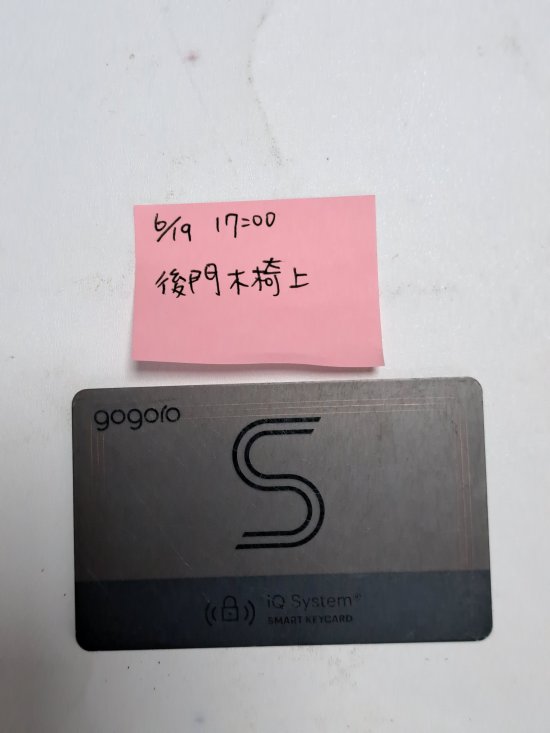 6/19 17:00
後門木椅上
gogoro
S
iQ System®
SMART KEYCARD